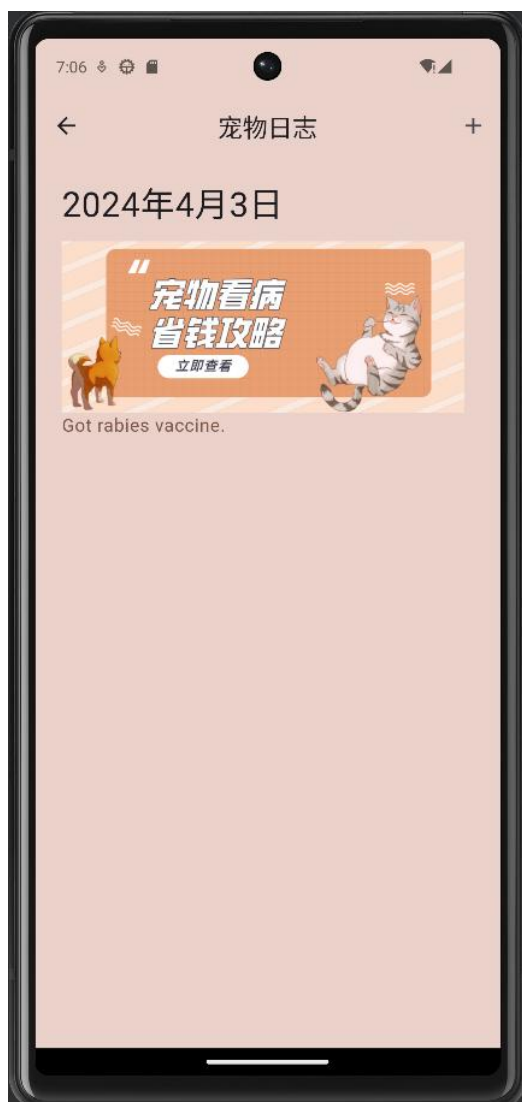 7:06
宠物日志
2024年4月3日
宠物看病
省钱攻略
立即查看
Got rabies vaccine.